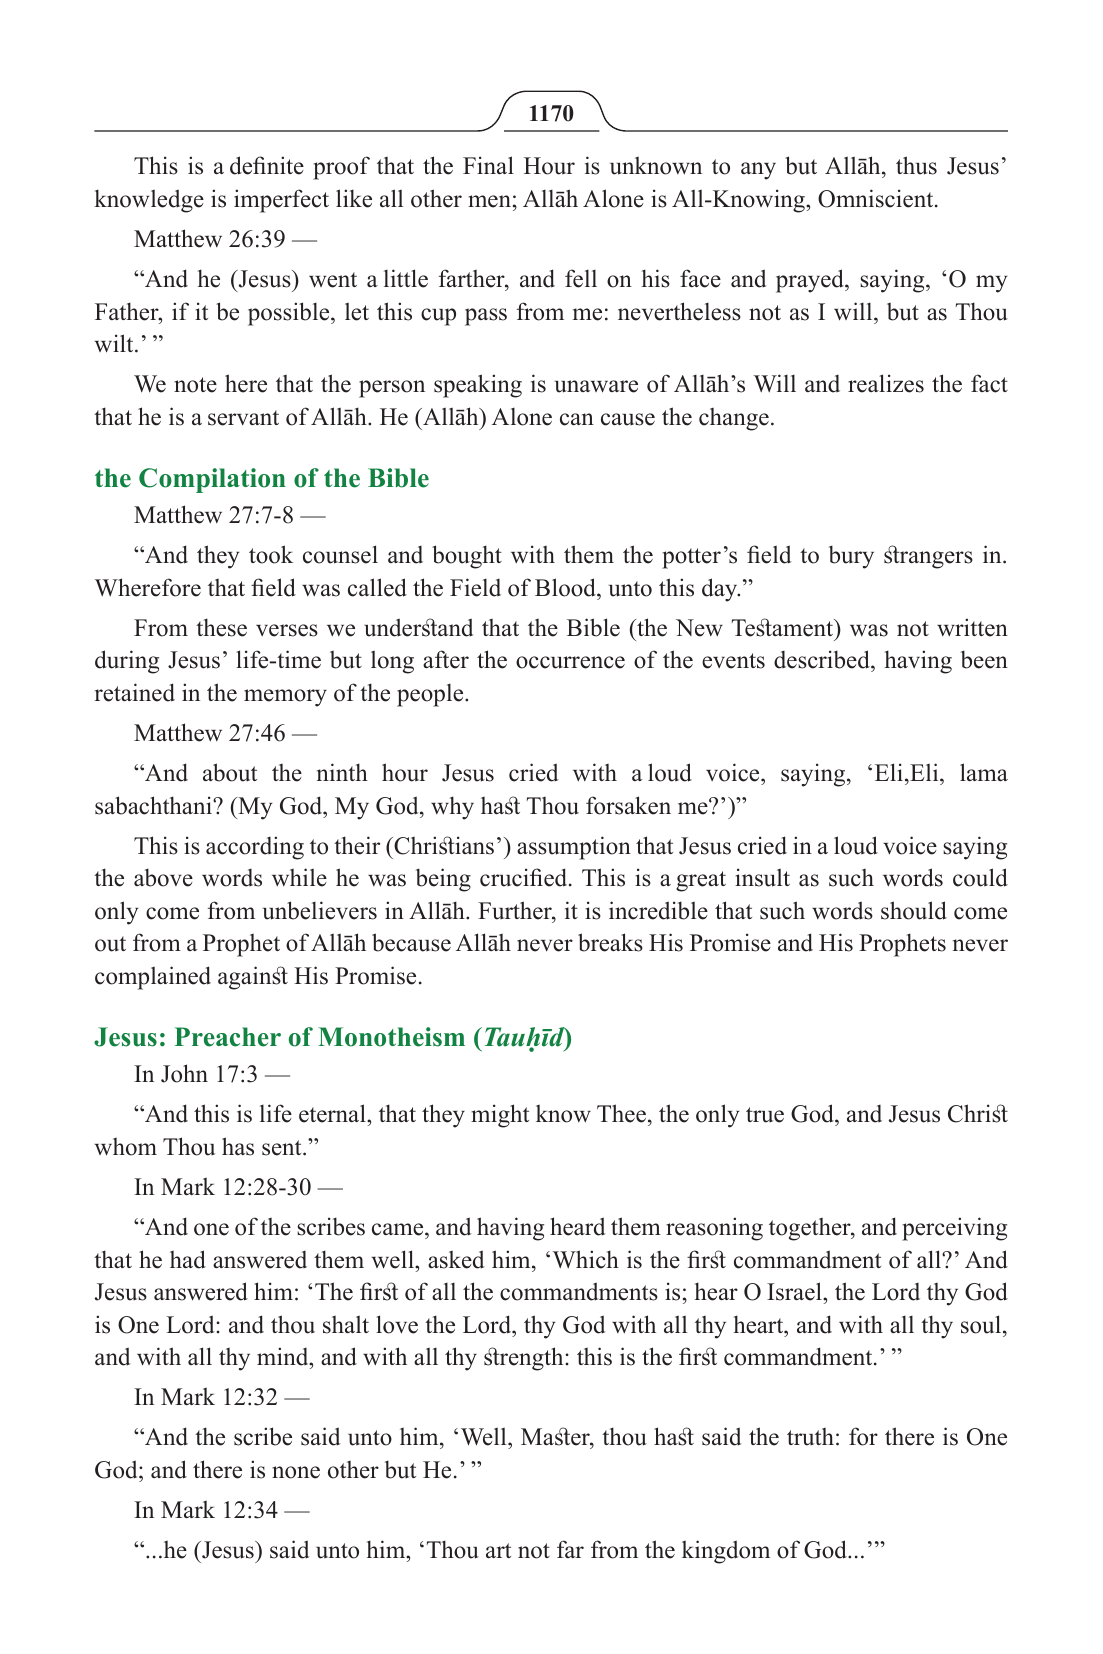 1170
This is a definite proof that the Final Hour is unknown to any but Allāh, thus Jesus’
knowledge is imperfect like all other men; Allāh Alone is All-Knowing, Omniscient.
Matthew 26:39 —
“And he (Jesus) went a little farther, and fell on his face and prayed, saying, ‘O my
Father, if it be possible, let this cup pass from me: nevertheless not as I will, but as Thou
wilt.’ ”
We note here that the person speaking is unaware of Allāh’s Will and realizes the fact
that he is a servant of Allāh. He (Allāh) Alone can cause the change.
the Compilation of the Bible
Matthew 27:7-8 —
“And they took counsel and bought with them the potter’s field to bury strangers in.
Wherefore that field was called the Field of Blood, unto this day.”
From these verses we understand that the Bible (the New Testament) was not written
during Jesus’ life-time but long after the occurrence of the events described, having been
retained in the memory of the people.
Matthew 27:46 —
“And about the ninth hour Jesus cried with a loud voice, saying, ‘Eli,Eli, lama
sabachthani? (My God, My God, why hast Thou forsaken me?’)”
This is according to their (Christians’) assumption that Jesus cried in a loud voice saying
the above words while he was being crucified. This is a great insult as such words could
only come from unbelievers in Allāh. Further, it is incredible that such words should come
out from a Prophet of Allāh because Allāh never breaks His Promise and His Prophets never
complained against His Promise.
Jesus: Preacher of Monotheism (Tauḥīd)
In John 17:3 —
“And this is life eternal, that they might know Thee, the only true God, and Jesus Christ
whom Thou has sent.”
In Mark 12:28-30 —
“And one of the scribes came, and having heard them reasoning together, and perceiving
that he had answered them well, asked him, ‘Which is the first commandment of all?’ And
Jesus answered him: ‘The first of all the commandments is; hear O Israel, the Lord thy God
is One Lord: and thou shalt love the Lord, thy God with all thy heart, and with all thy soul,
and with all thy mind, and with all thy strength: this is the first commandment.’ ”
In Mark 12:32 —
“And the scribe said unto him, ‘Well, Master, thou hast said the truth: for there is One
God; and there is none other but He.’ ”
In Mark 12:34 —
“...he (Jesus) said unto him, ‘Thou art not far from the kingdom of God...’”